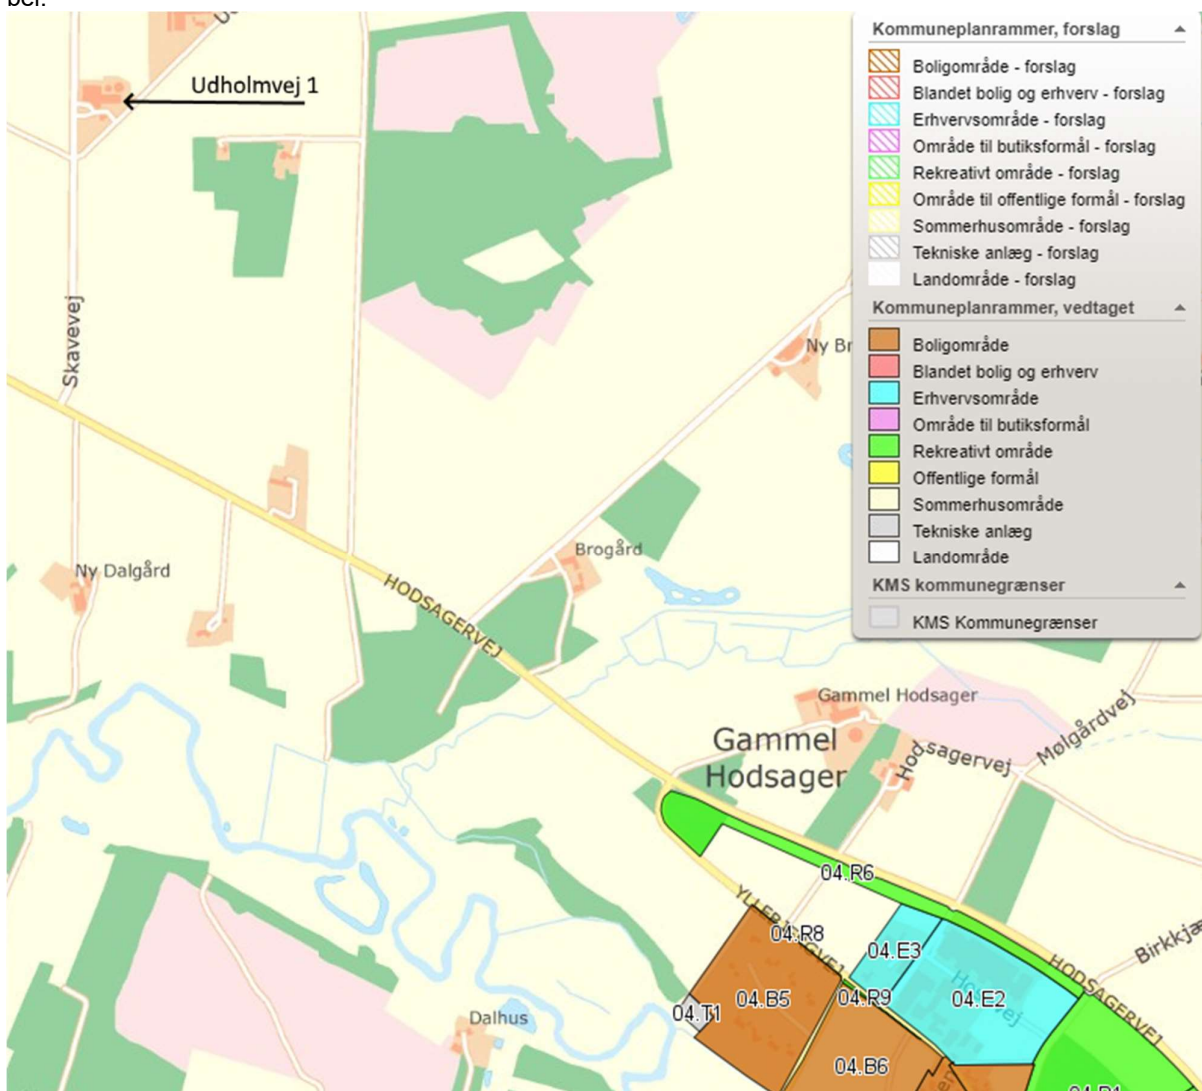 Udholmvej 1
Skavevej
Ny Dalgård
HODSAGERVEJ
Brogård
Ny Br
Gammel Hodsager
Gammel
Hodsager
Hodsagervej
Mølgårdvej
04.R6
04.R8
04.E3
04.R9
04.E2
HODSAGERVEJ
04.B5
04.T1
04.B6
Dalhus
Kommuneplanrammer, forslag
Boligområde - forslag
Blandet bolig og erhverv - forslag
Erhvervsområde - forslag
Område til butiksformål - forslag
Rekreativt område - forslag
Område til offentlige formål - forslag
Sommerhusområde - forslag
Tekniske anlæg - forslag
Landområde - forslag
Kommuneplanrammer, vedtaget
Boligområde
Blandet bolig og erhverv
Erhvervsområde
Område til butiksformål
Rekreativt område
Offentlige formål
Sommerhusområde
Tekniske anlæg
Landområde
KMS kommunegrænser
KMS Kommunegrænser